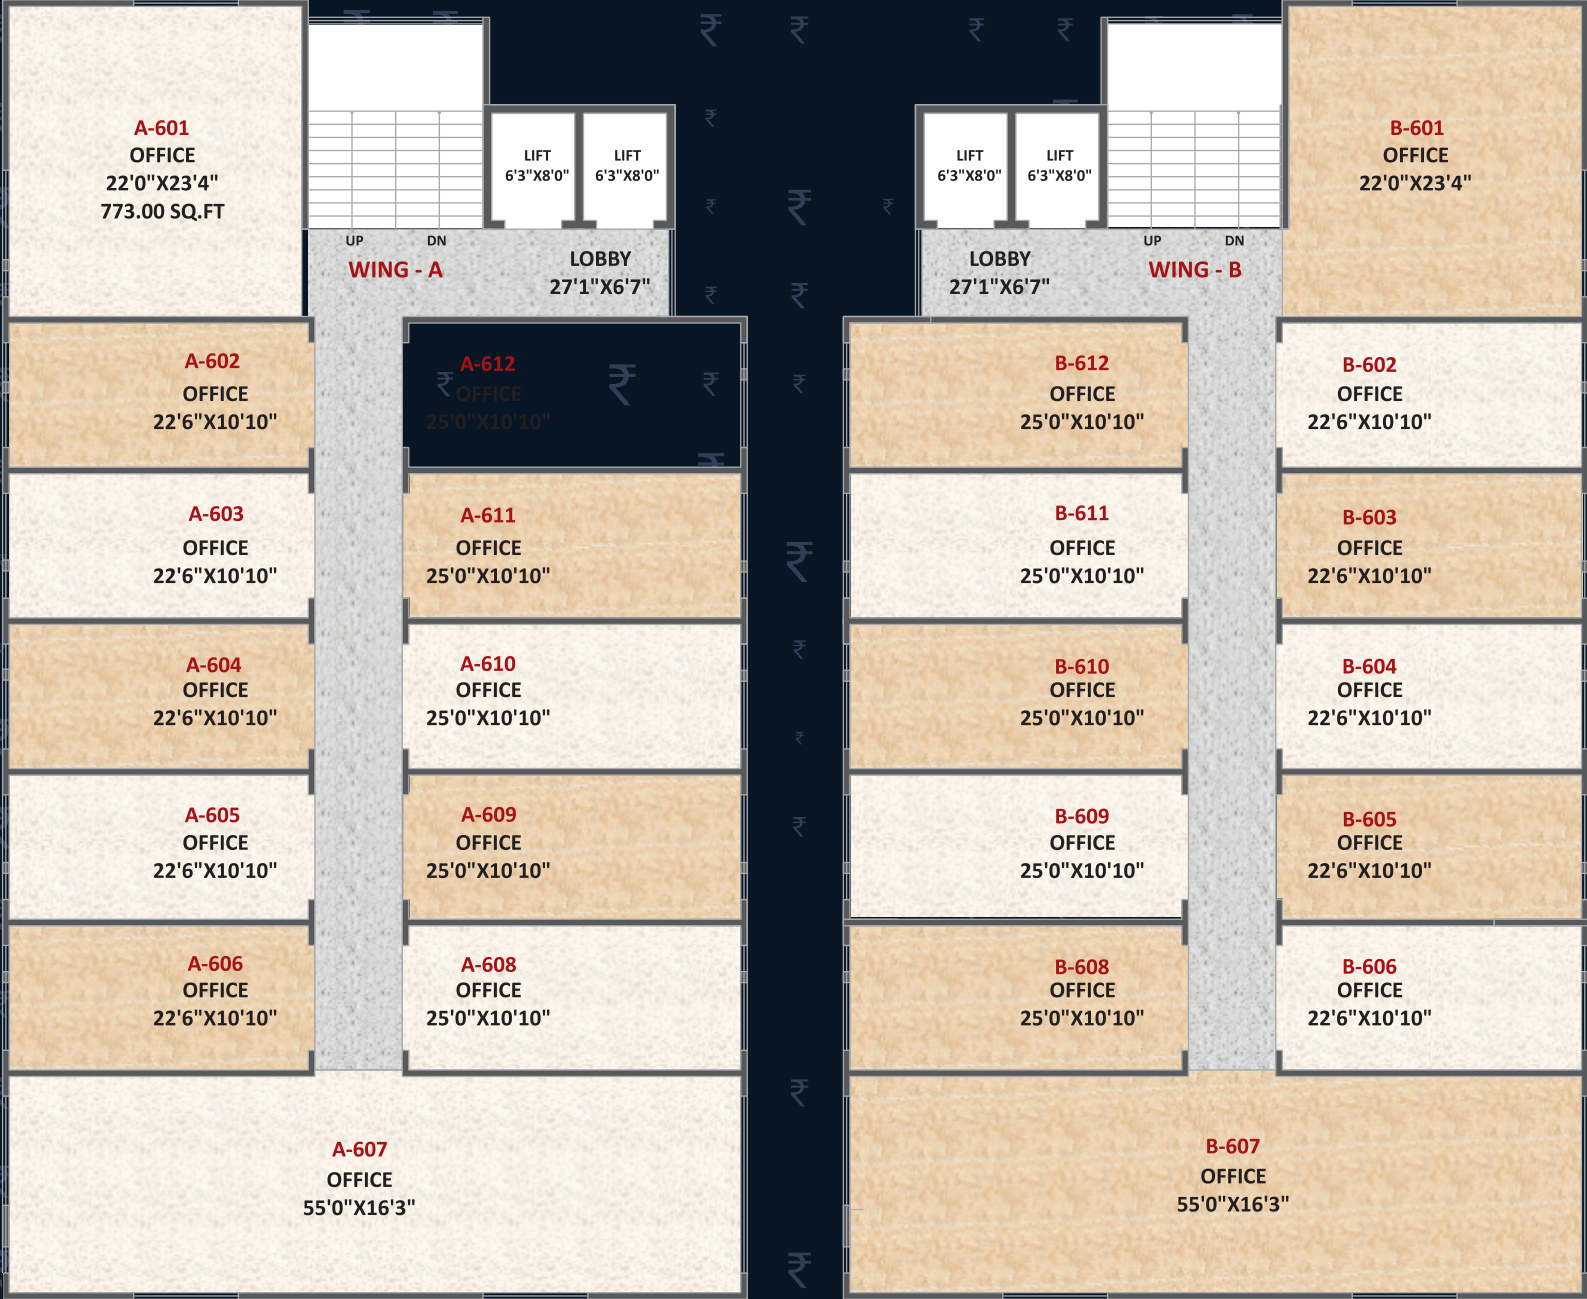 A-601
OFFICE
22'0"X23'4"
773.00 SQ.FT
LIFT
6'3"X8'0"
LIFT
6'3"X8'0"
UP
DN
WING - A
LOBBY
27'1"X6'7"
A-602
OFFICE
22'6"X10'10"
A-612
OFFICE
25'0"X10'10"
A-603
OFFICE
22'6"X10'10"
A-611
OFFICE
25'0"X10'10"
A-604
OFFICE
22'6"X10'10"
A-610
OFFICE
25'0"X10'10"
A-605
OFFICE
22'6"X10'10"
A-609
OFFICE
25'0"X10'10"
A-606
OFFICE
22'6"X10'10"
A-608
OFFICE
25'0"X10'10"
A-607
OFFICE
55'0"X16'3"
LIFT
6'3"X8'0"
LIFT
6'3"X8'0"
B-601
OFFICE
22'0"X23'4"
LOBBY
27'1"X6'7"
UP
DN
WING - B
B-612
OFFICE
25'0"X10'10"
B-602
OFFICE
22'6"X10'10"
B-611
OFFICE
25'0"X10'10"
B-603
OFFICE
22'6"X10'10"
B-610
OFFICE
25'0"X10'10"
B-604
OFFICE
22'6"X10'10"
B-609
OFFICE
25'0"X10'10"
B-605
OFFICE
22'6"X10'10"
B-608
OFFICE
25'0"X10'10"
B-606
OFFICE
22'6"X10'10"
B-607
OFFICE
55'0"X16'3"